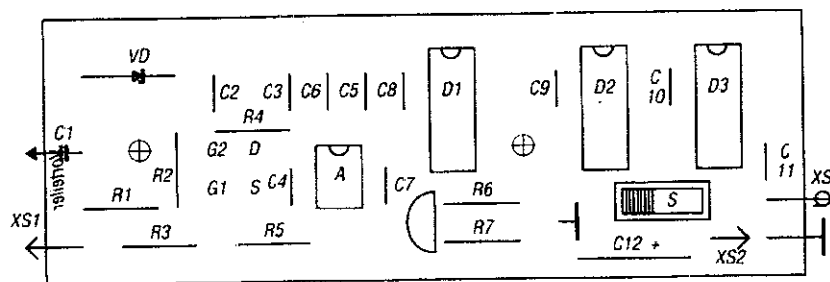 VD
C2 C3 C6 C5 C8 D1 C9 D2 C 10 D3
R4
C1
G2 D
Vorteiler
R2
G1 S C4 A C7
R1 R6 S C 11 XS
XS1
R3 R5 R7 C12 + XS2